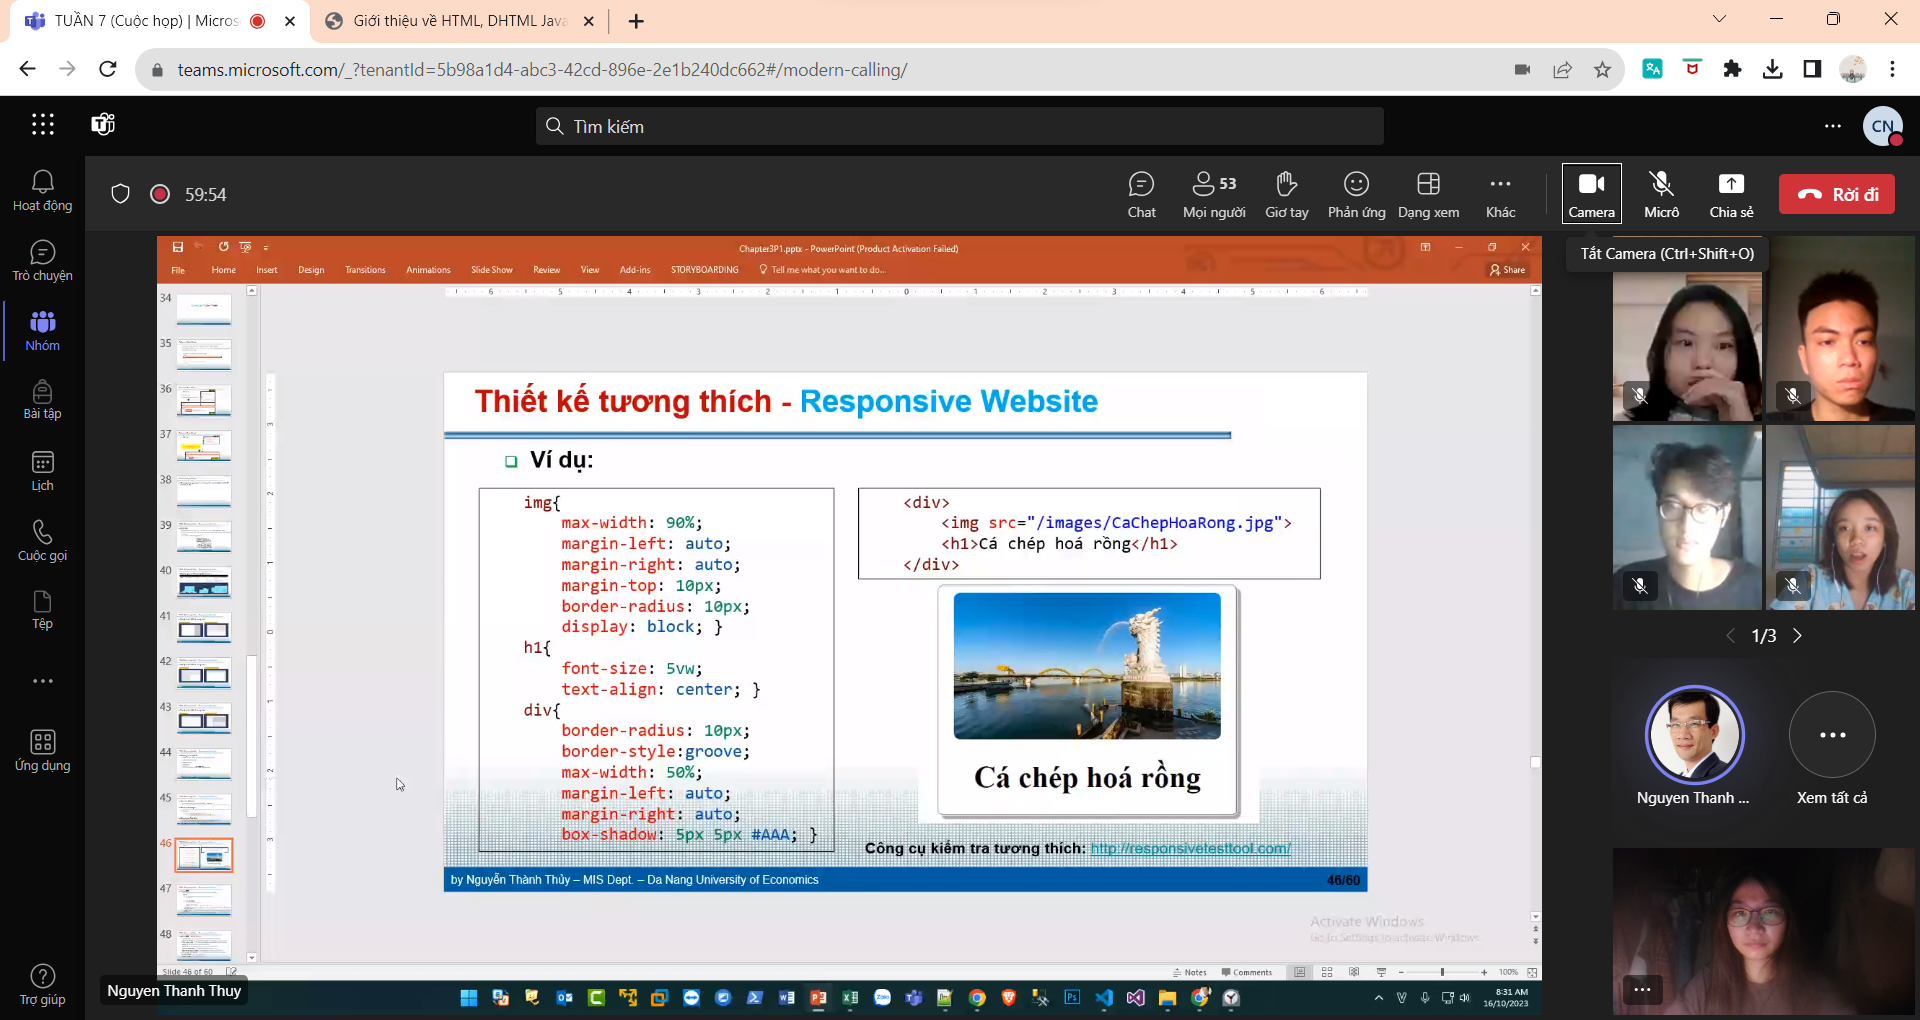 TUẦN 7 (Cuộc họp) | Micros
Giới thiệu về HTML, DHTML Java
teams.microsoft.com/_?tenantId=5b98a1d4-abc3-42cd-896e-2e1b240dc662#/modern-calling/
Tìm kiếm
CN
Hoạt động
Trò chuyện
Nhóm
Bài tập
Lịch
Cuộc gọi
Tệp
Ứng dụng
Trợ giúp
59:54
Chat
53
Mọi người
Giơ tay
Phản ứng
Dạng xem
Khác
Camera
Micrô
Chia sẻ
Rời đi
Tắt Camera (Ctrl+Shift+O)
Chapter3P1.pptx - PowerPoint (Product Activation Failed)
File Home Insert Design Transitions Animations Slide Show Review View Add-ins STORYBOARDING Tell me what you want to do... Share
34
35
36
37
38
39
40
41
42
43
44
45
46
47
48
Thiết kế tương thích - Responsive Website
Ví dụ:
img{
max-width: 90%;
margin-left: auto;
margin-right: auto;
margin-top: 10px;
border-radius: 10px;
display: block; }
h1{
font-size: 5vw;
text-align: center; }
div{
border-radius: 10px;
border-style:groove;
max-width: 50%;
margin-left: auto;
margin-right: auto;
box-shadow: 5px 5px #AAA; }
<div>
<img src="/images/CaChepHoaRong.jpg">
<h1>Cá chép hoá rồng</h1>
</div>
Cá chép hoá rồng
Công cụ kiểm tra tương thích: http://responsivetesttool.com/
by Nguyễn Thành Thủy – MIS Dept. – Da Nang University of Economics
46/60
Activate Windows
Go to Settings to activate Windows.
Slide 46 of 60
Notes
Comments
100%
Nguyen Thanh Thuy
8:31 AM
16/10/2023
1/3
Nguyen Thanh ...
Xem tất cả